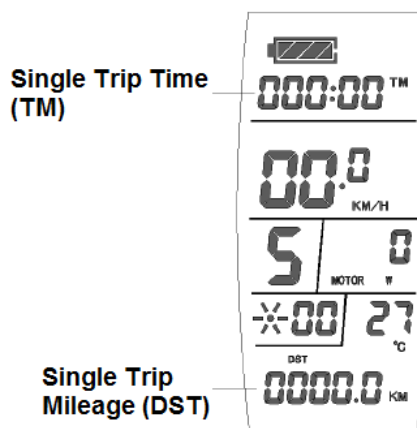 Single Trip Time
(TM)
000:00 TM
00.0
KM/H
5 0
MOTOR W
00 27
°C
DST
Single Trip
Mileage (DST)
0000.0 KM